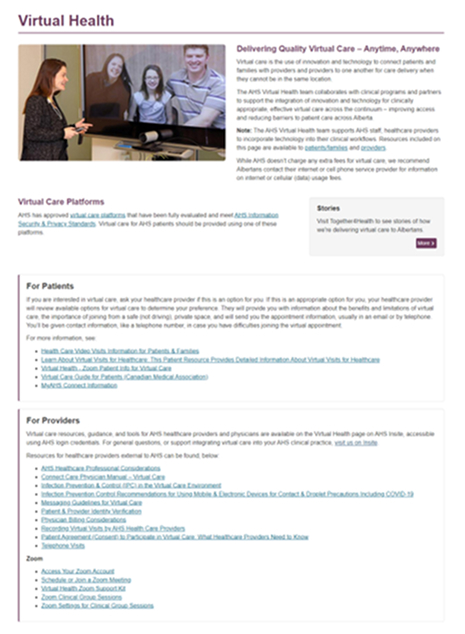 Virtual Health
Delivering Quality Virtual Care – Anytime, Anywhere
Virtual care is the use of innovation and technology to connect patients and
families with providers and providers to one another for care delivery when
they cannot be in the same location.
The AHS Virtual Health team collaborates with clinical programs and partners
to support the integration of innovation and technology for clinically
appropriate, effective virtual care across the continuum – improving access
and reducing barriers to patient care across Alberta.
Note: The AHS Virtual Health team supports AHS staff, healthcare providers
to incorporate technology into their clinical workflows. Resources included on
this page are available to patients/families and providers.
While AHS doesn't charge any extra fees for virtual care, we recommend
Albertans contact their internet or cell phone service provider for information
on internet or cellular (data) usage fees.
Virtual Care Platforms
AHS has approved virtual care platforms that have been fully evaluated and meet AHS Information
Security & Privacy Standards. Virtual care for AHS patients should be provided using one of these
platforms.
Stories
Visit Together4Health to see stories of how
we're delivering virtual care to Albertans.
More
For Patients
If you are interested in virtual care, ask your healthcare provider if this is an option for you. If this is an appropriate option for you, your healthcare provider
will review available options for virtual care to determine your preference. They will provide you with information about the benefits and limitations of virtual
care, the importance of joining from a safe (not driving), private space, and will send you the appointment information, usually in an email or by telephone.
You'll be given contact information, like a telephone number, in case you have difficulties joining the virtual appointment.
For more information, see:
Health Care Video Visits Information for Patients & Families
Learn About Virtual Visits for Healthcare: This Patient Resource Provides Detailed Information About Virtual Visits for Healthcare
Virtual Health - Zoom Patient Info for Virtual Care
Virtual Care Guide for Patients (Canadian Medical Association)
MyAHS Connect Information
For Providers
Virtual care resources, guidance, and tools for AHS healthcare providers and physicians are available on the Virtual Health page on AHS Insite, accessible
using AHS login credentials. For general questions, or support integrating virtual care into your AHS clinical practice, visit us on Insite.
Resources for healthcare providers external to AHS can be found, below:
AHS Healthcare Professional Considerations
Connect Care Physician Manual – Virtual Care
Infection Prevention & Control (IPC) in the Virtual Care Environment
Infection Prevention Control Recommendations for Using Mobile & Electronic Devices for Contact & Droplet Precautions Including COVID-19
Messaging Guidelines for Virtual Care
Patient & Provider Identify Verification
Physician Billing Considerations
Recording Virtual Visits by AHS Health Care Providers
Patient Agreement (Consent) to Participate in Virtual Care: What Healthcare Providers Need to Know
Telephone Visits
Zoom
Access Your Zoom Account
Schedule or Join a Zoom Meeting
Virtual Health Zoom Support Kit
Zoom Clinical Group Sessions
Zoom Settings for Clinical Group Sessions